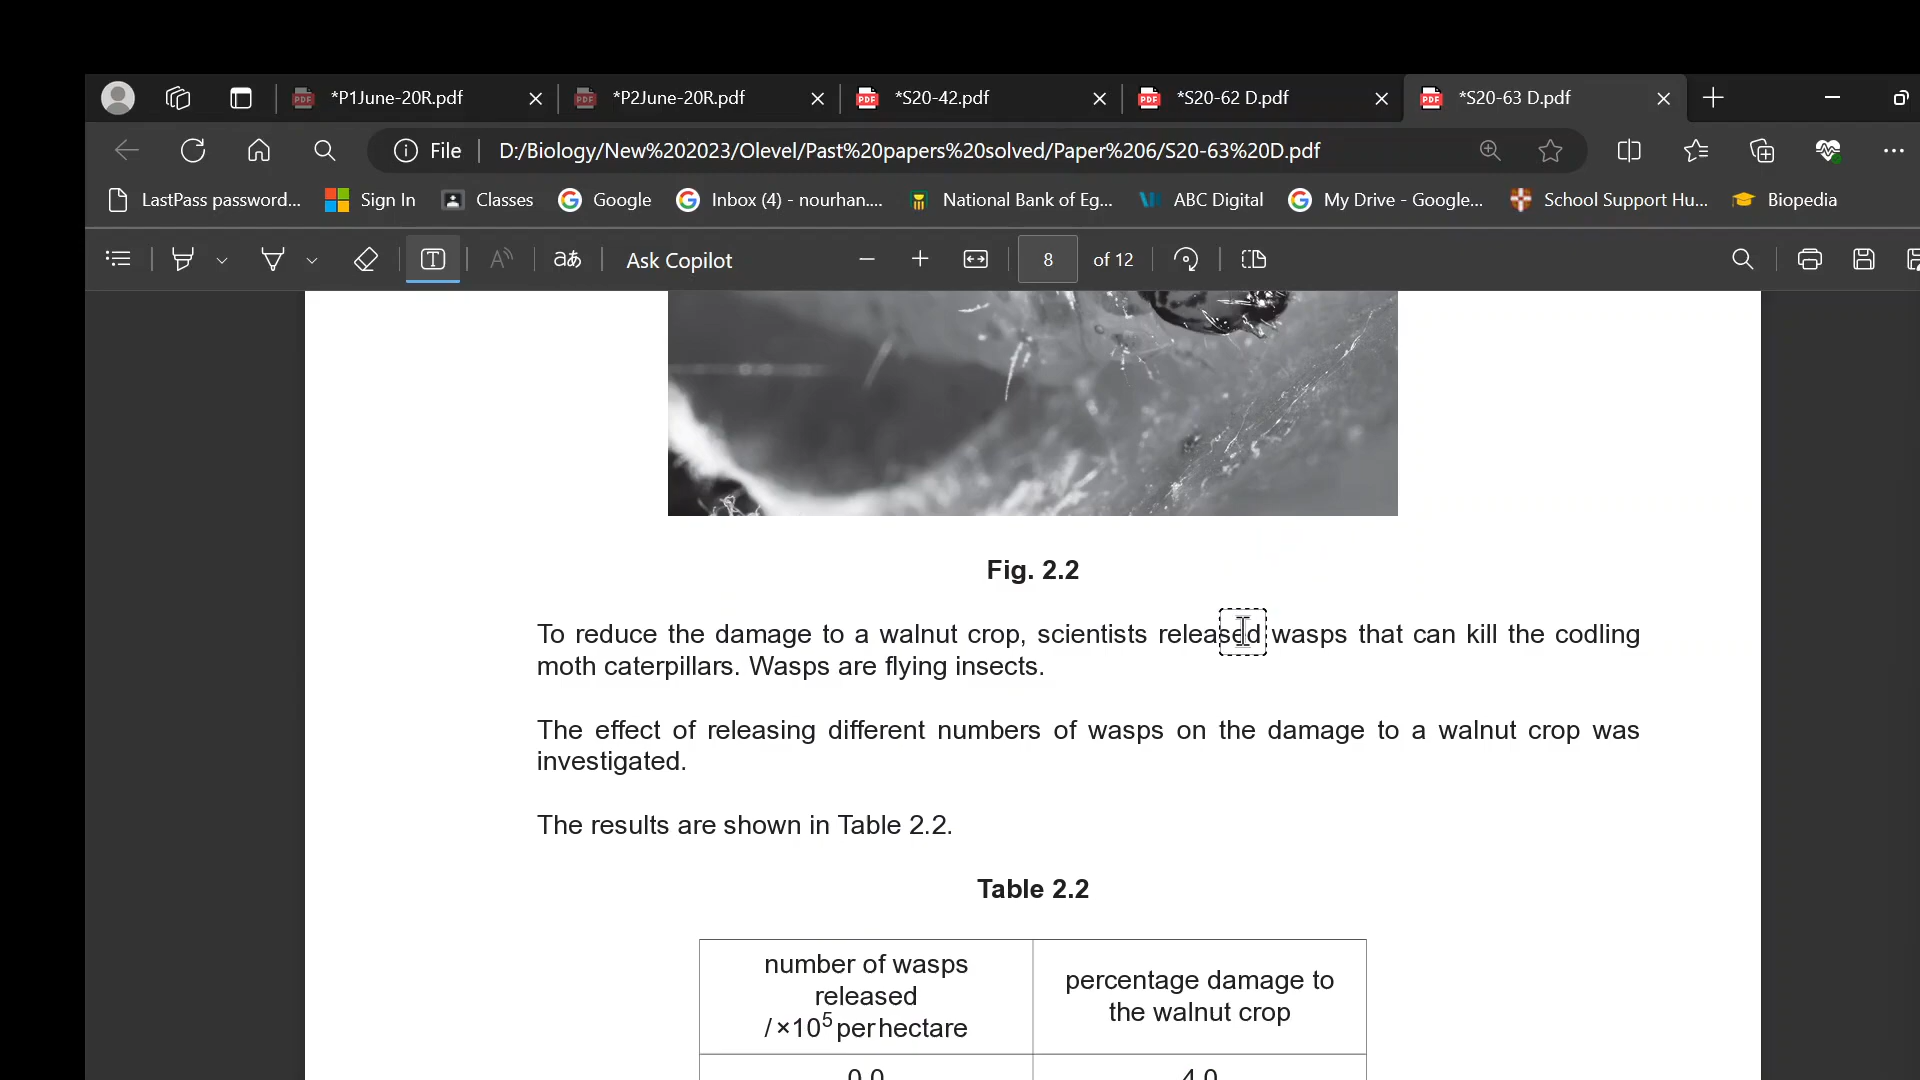 *P1June-20R.pdf
*P2June-20R.pdf
*S20-42.pdf
*S20-62 D.pdf
*S20-63 D.pdf
File
D:/Biology/New%202023/Olevel/Past%20papers%20solved/Paper%206/S20-63%20D.pdf
LastPass password...
Sign In
Classes
Google
Inbox (4) - nourhan....
National Bank of Eg...
ABC Digital
My Drive - Google...
School Support Hu...
Biopedia
Ask Copilot
8
of 12
Fig. 2.2
To reduce the damage to a walnut crop, scientists released wasps that can kill the codling
moth caterpillars. Wasps are flying insects.
The effect of releasing different numbers of wasps on the damage to a walnut crop was
investigated.
The results are shown in Table 2.2.
Table 2.2
number of wasps
released
/ ×10⁵ per hectare
percentage damage to
the walnut crop
0.0
4.0